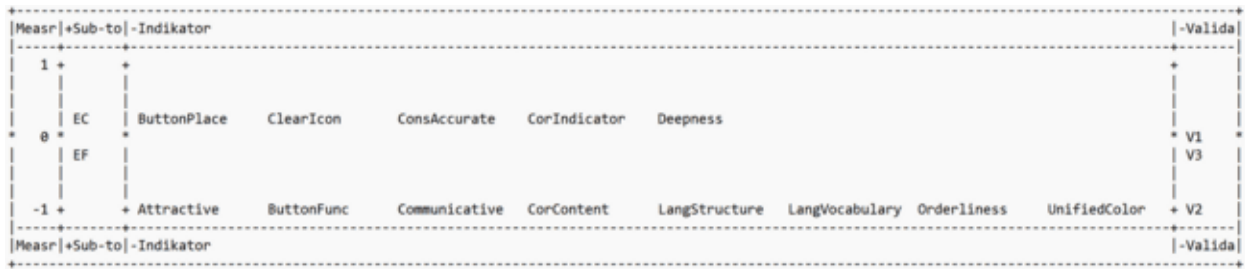 |Measr|+Sub-to|-Indikator |-Valida|
1 + + +
EC | ButtonPlace ClearIcon ConsAccurate CorIndicator Deepness
* 0 * * * V1 *
EF | V3
-1 + + Attractive ButtonFunc Communicative CorContent LangStructure LangVocabulary Orderliness UnifiedColor + V2
|Measr|+Sub-to|-Indikator |-Valida|